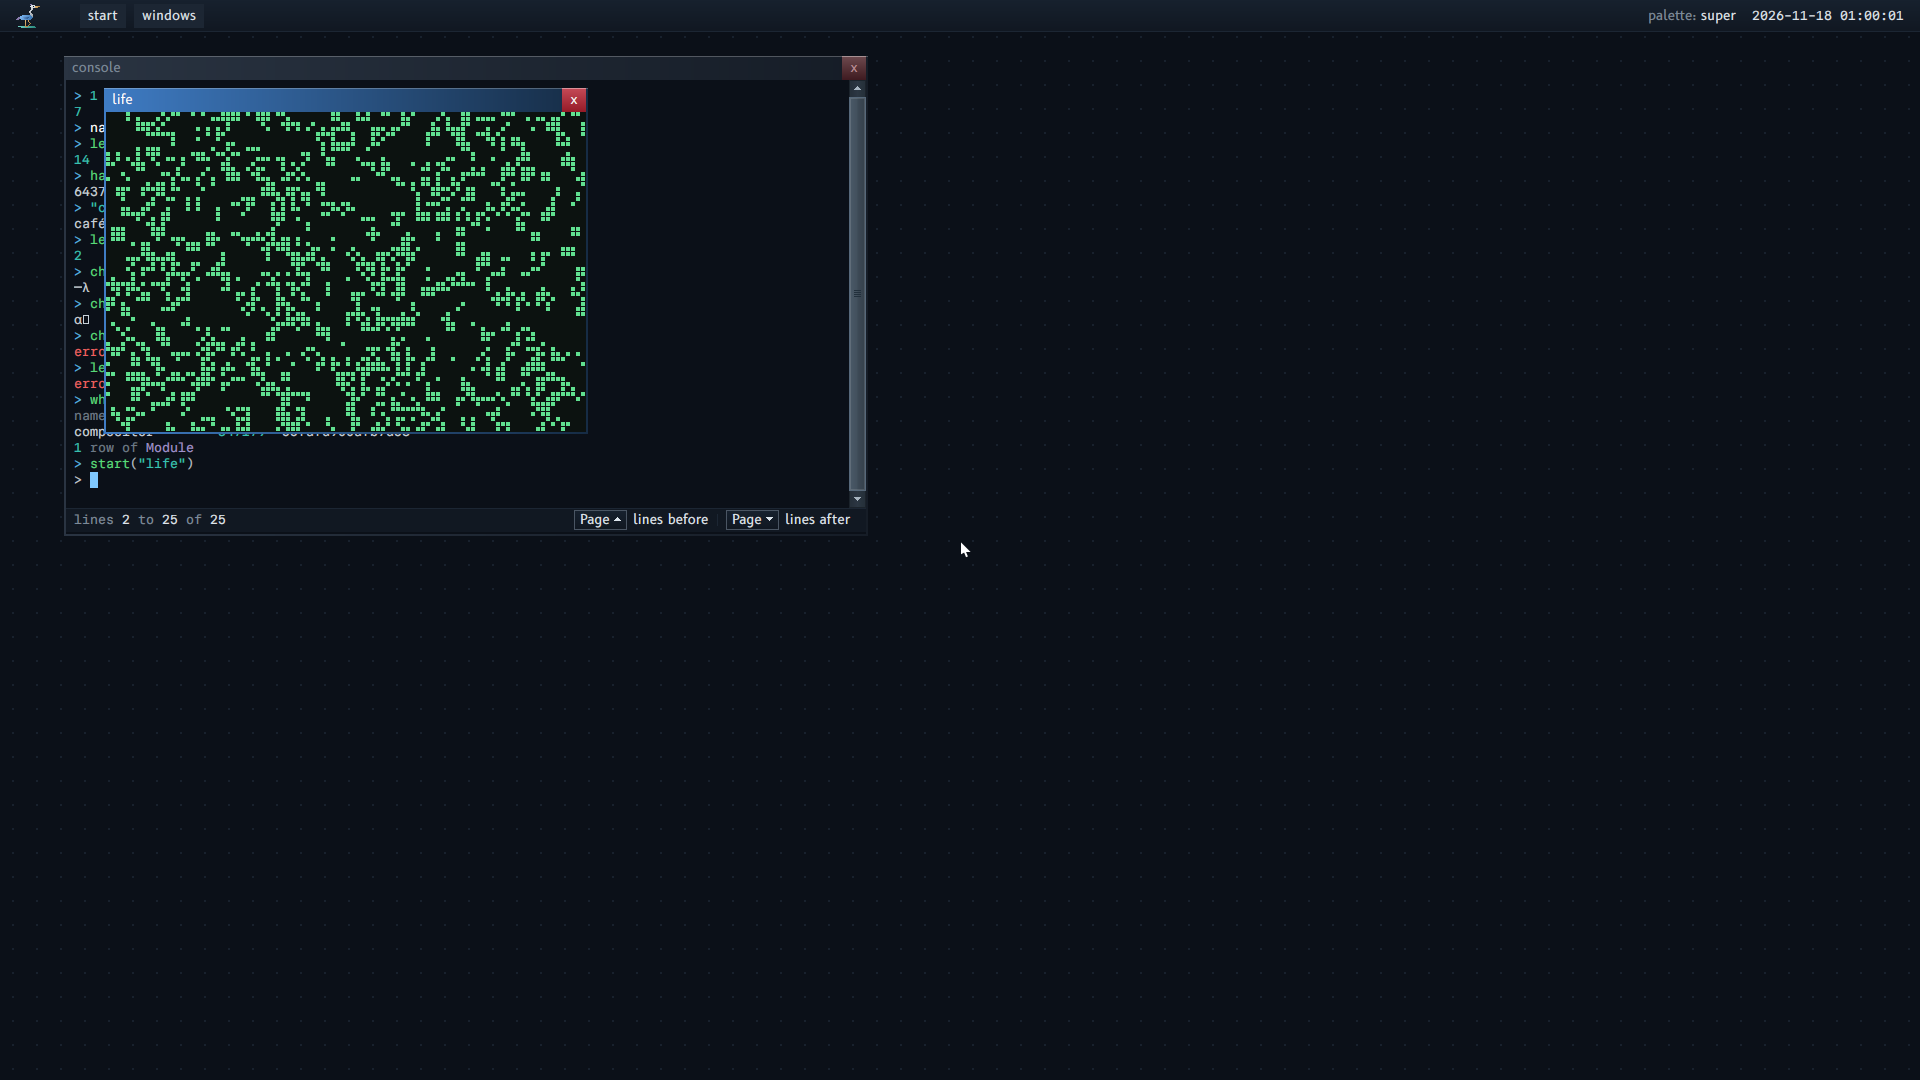 start windows palette: super 2026-11-18 01:00:01
console x
life x
> 1
7
> na
> le
14
> ha
6437
> "c
café
> le
2
> ch
─λ
> ch
α▯
> ch
erro
> le
erro
> wh
name
comp
1 row of Module
> start("life")
>
lines 2 to 25 of 25 Page lines before Page lines after